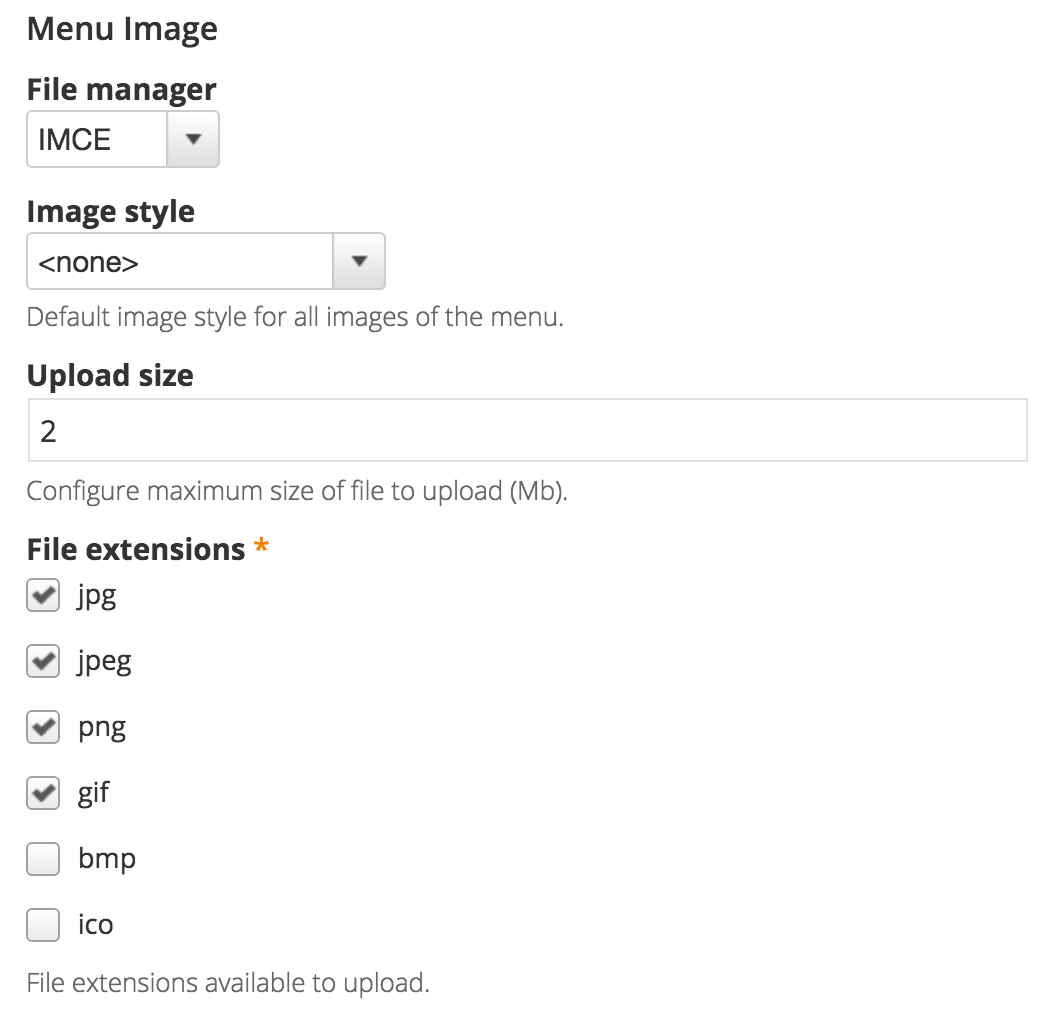 Menu Image
File manager
IMCE
Image style
<none>
Default image style for all images of the menu.
Upload size
2
Configure maximum size of file to upload (Mb).
File extensions *
jpg
jpeg
png
gif
bmp
ico
File extensions available to upload.